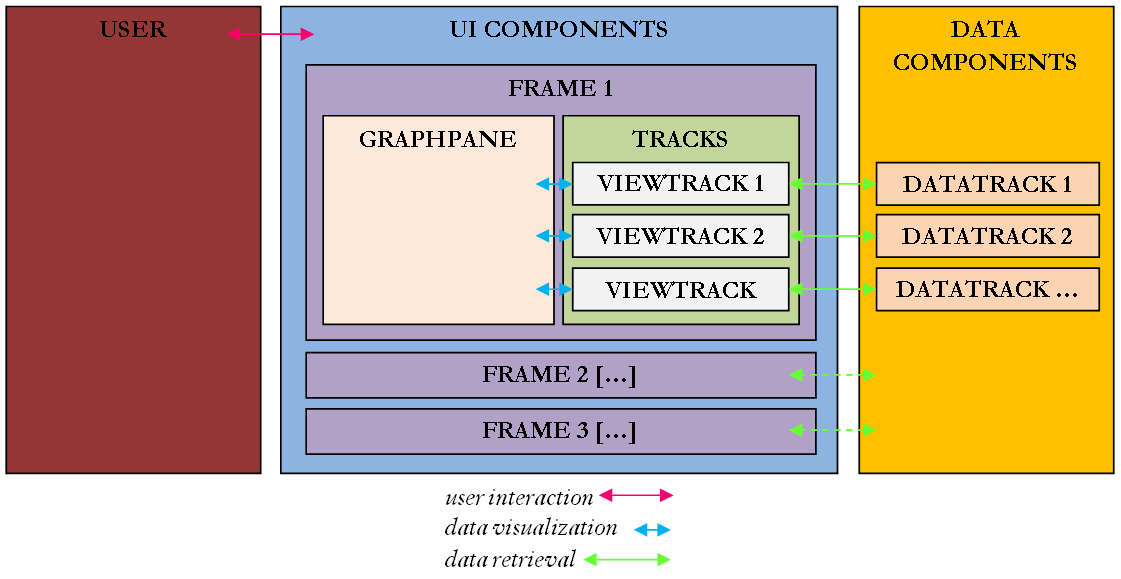 USER
UI COMPONENTS
DATA
COMPONENTS
FRAME 1
GRAPHPANE
TRACKS
VIEWTRACK 1
DATATRACK 1
VIEWTRACK 2
DATATRACK 2
VIEWTRACK
DATATRACK ...
FRAME 2 [...]
FRAME 3 [...]
user interaction
data visualization
data retrieval